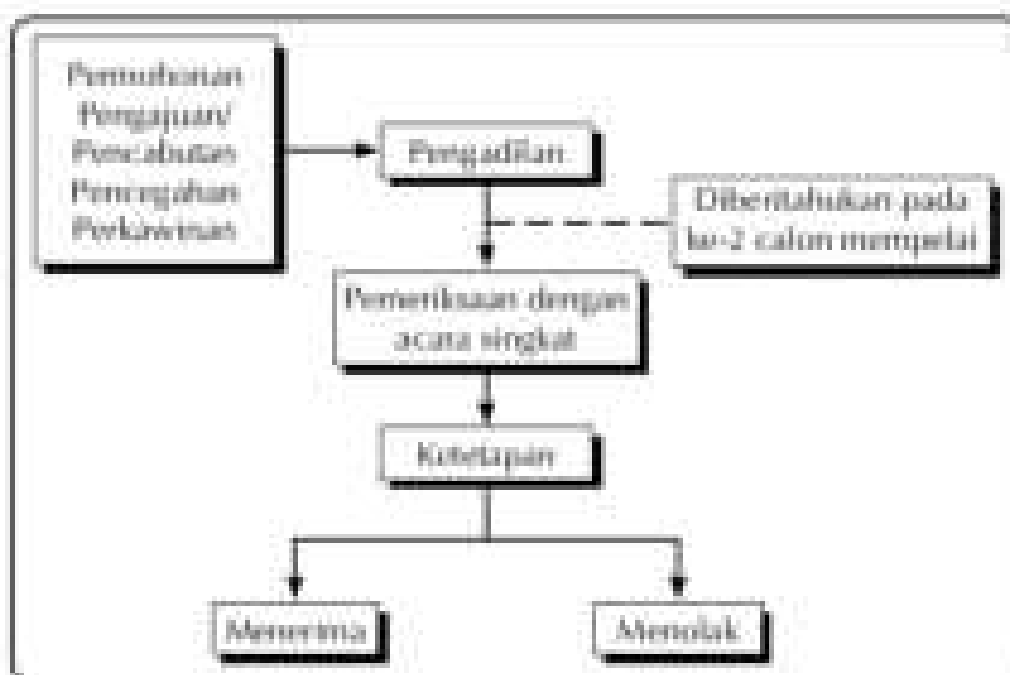 Permohonan
Pengajuan/
Pencabutan
Pencegahan
Perkawinan
Pengadilan
Diberitahukan pada
ke-2 calon mempelai
Pemeriksaan dengan
acara singkat
Ketetapan
Menerima
Menolak